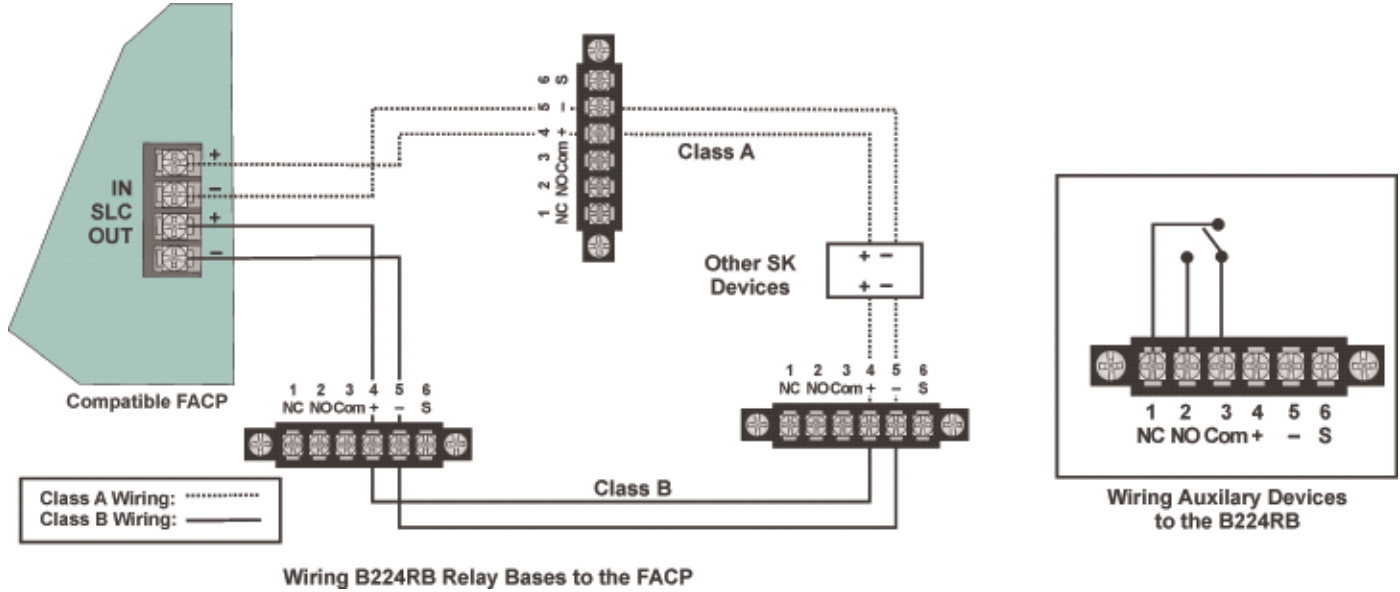 +
IN –
SLC +
OUT
–
Compatible FACP
6 S
5 –
4 +
3 Com
2 NO
1 NC
Class A
Other SK
Devices
+ –
+ –
1 2 3 4 5 6
NC NO Com + – S
1 2 3 4 5 6
NC NO Com + – S
Class B
Class A Wiring:
Class B Wiring:
Wiring B224RB Relay Bases to the FACP
1 2 3 4 5 6
NC NO Com + – S
Wiring Auxilary Devices
to the B224RB